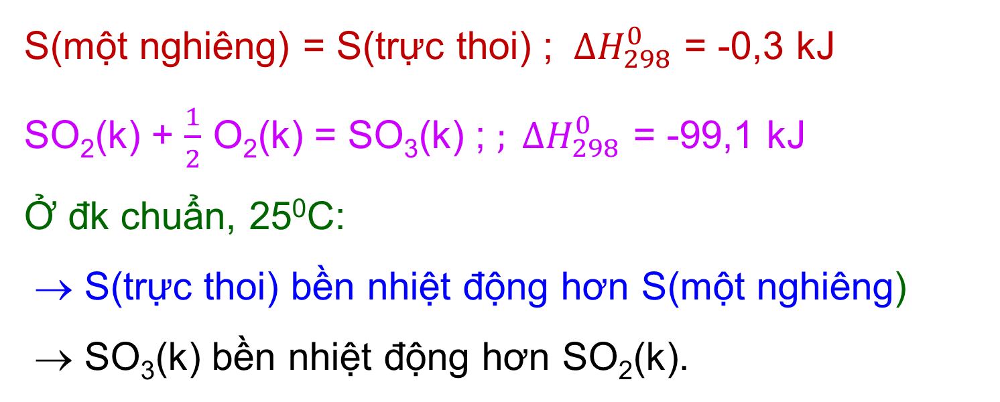 S(một nghiêng) = S(trực thoi) ; ΔH⁰₂₉₈ = -0,3 kJ
SO₂(k) + 1/2 O₂(k) = SO₃(k) ; ; ΔH⁰₂₉₈ = -99,1 kJ
Ở đk chuẩn, 25⁰C:
→ S(trực thoi) bền nhiệt động hơn S(một nghiêng)
→ SO₃(k) bền nhiệt động hơn SO₂(k).